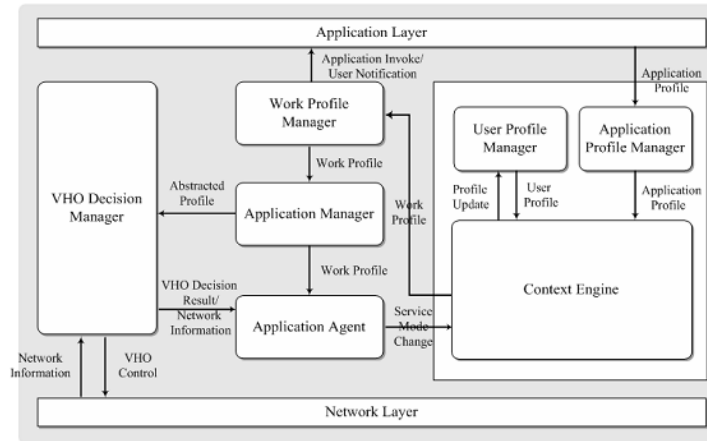 Application Layer
Application Invoke/
User Notification
Application
Profile
Work Profile
Manager
User Profile
Manager
Application
Profile Manager
VHO Decision
Manager
Work Profile
Abstracted
Profile
Application Manager
Work
Profile
Profile
Update
User
Profile
Application
Profile
Work Profile
Context Engine
VHO Decision
Result/
Network
Information
Application Agent
Service
Mode
Change
Network
Information
VHO
Control
Network Layer